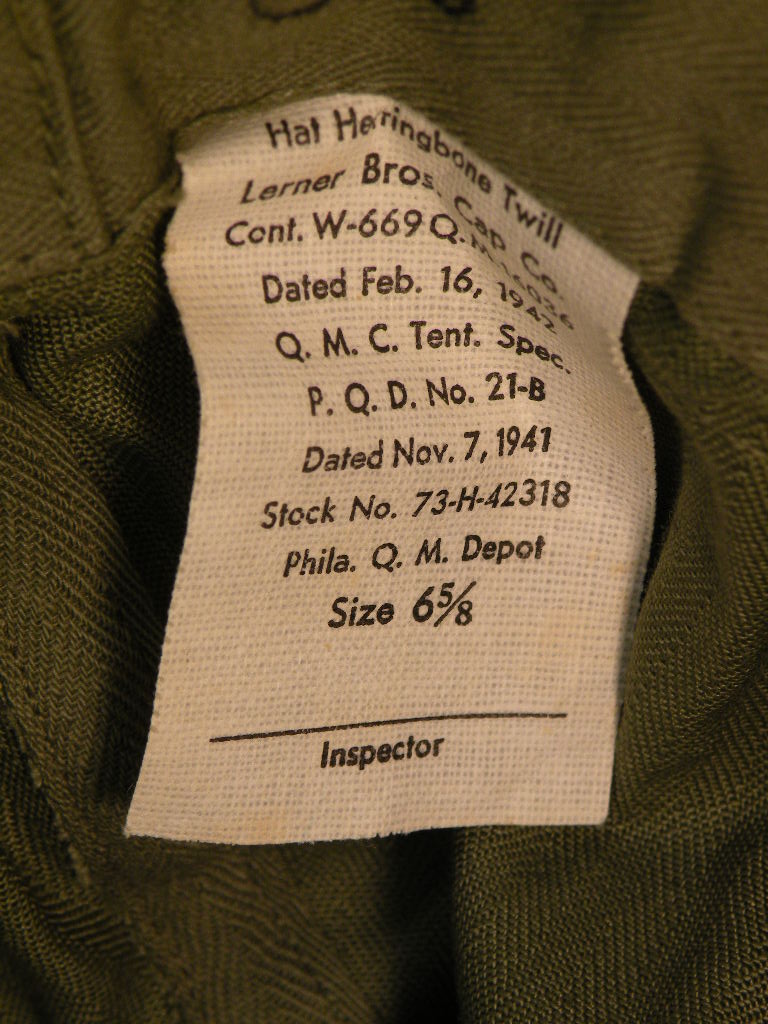 Hat Herringbone Twill
Lerner Bros. Cap Co.
Cont. W-669 Q.M. 16036
Dated Feb. 16, 1942
Q. M. C. Tent. Spec.
P. Q. D. No. 21-B
Dated Nov. 7, 1941
Stock No. 73-H-42318
Phila. Q. M. Depot
Size 6⅝
Inspector